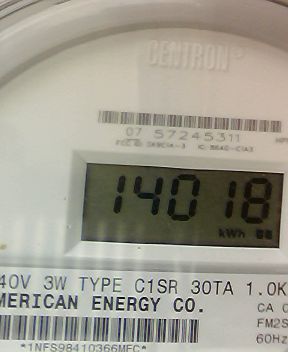 CENTRON®
07 57245311
14018
kWh
40V 3W TYPE C1SR 30TA 1.0K
MERICAN ENERGY CO.
CA 0
FM2S
60Hz
*1NFS98410366MFC*